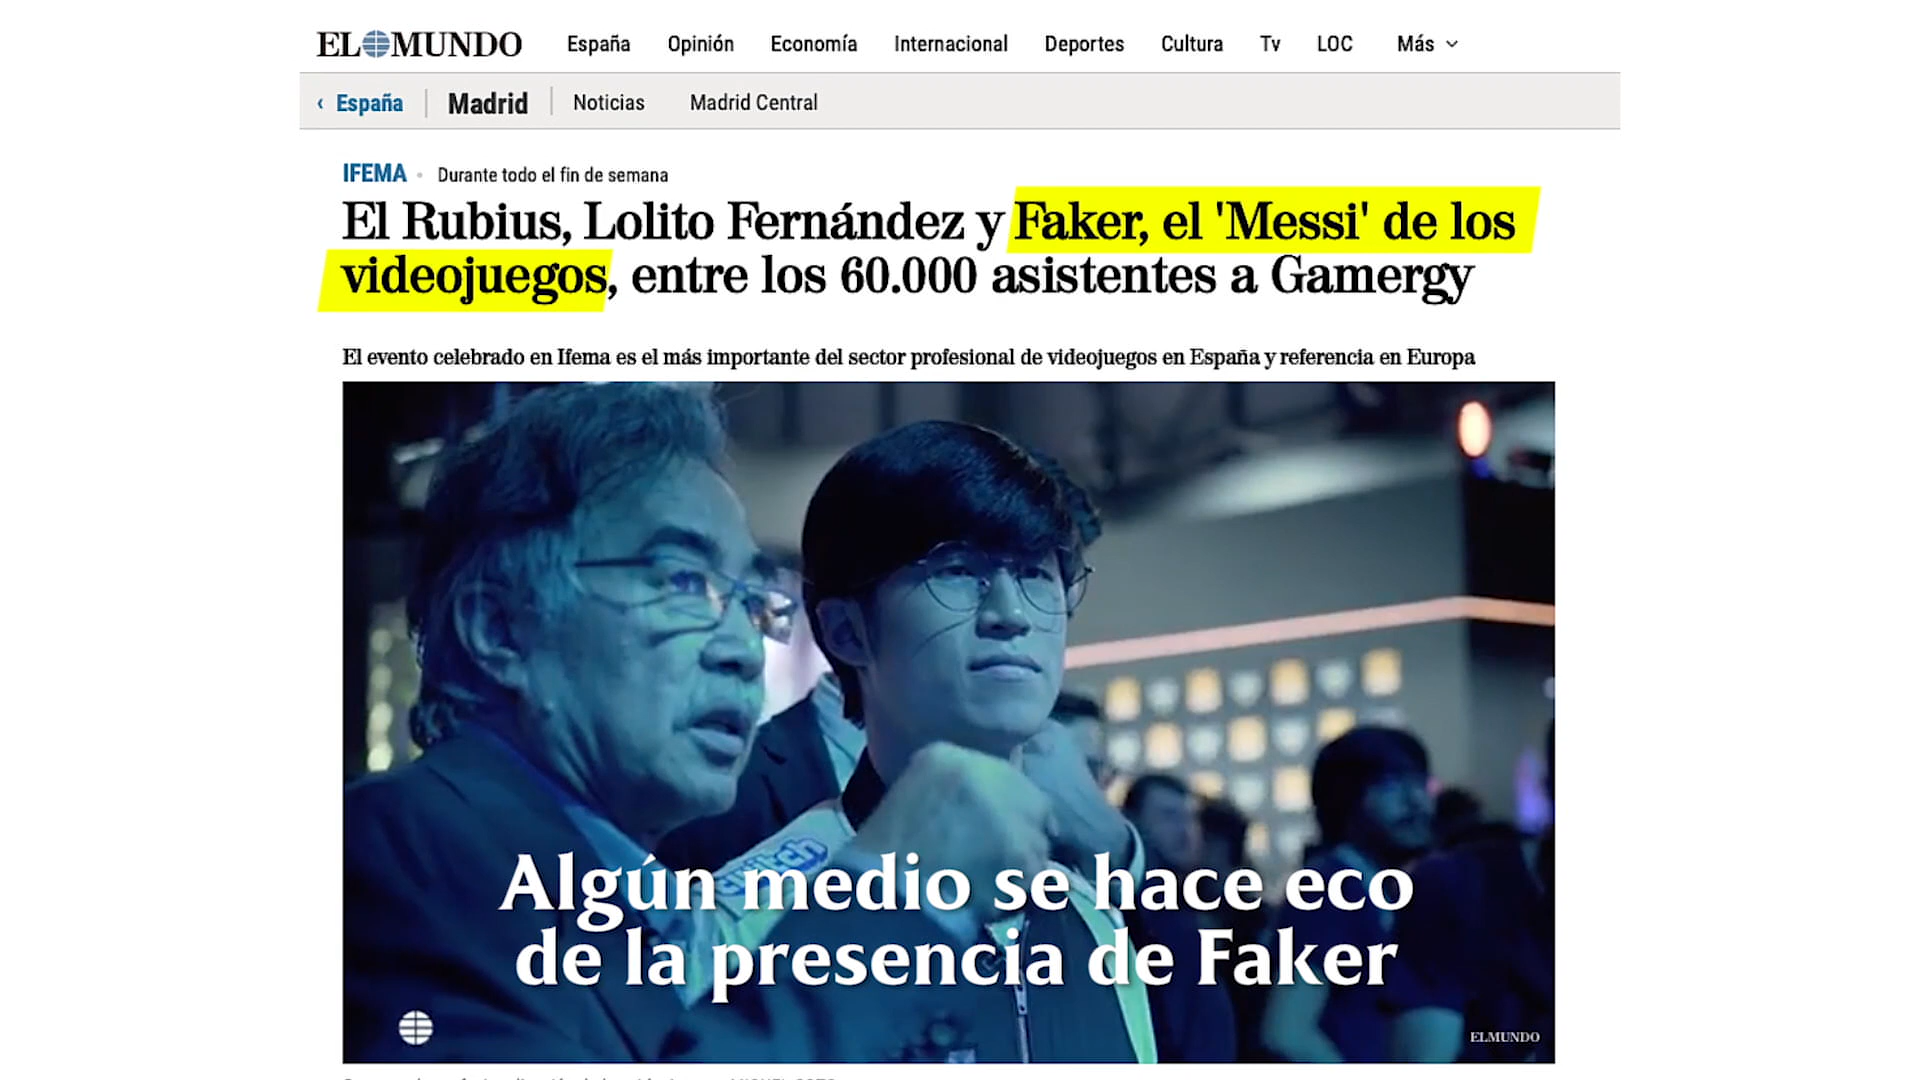 EL MUNDO España Opinión Economía Internacional Deportes Cultura Tv LOC Más
‹ España Madrid Noticias Madrid Central
IFEMA • Durante todo el fin de semana
El Rubius, Lolito Fernández y Faker, el 'Messi' de los
videojuegos, entre los 60.000 asistentes a Gamergy
El evento celebrado en Ifema es el más importante del sector profesional de videojuegos en España y referencia en Europa
twitch
Algún medio se hace eco
de la presencia de Faker
ELMUNDO